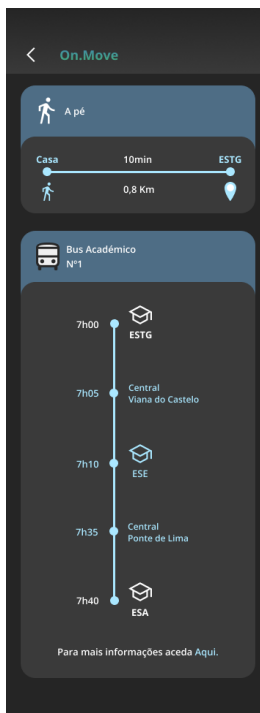 On.Move
A pé
Casa 10min ESTG
0,8 Km
Bus Académico
Nº1
7h00
ESTG
7h05
Central
Viana do Castelo
7h10
ESE
7h35
Central
Ponte de Lima
7h40
ESA
Para mais informações aceda Aqui.